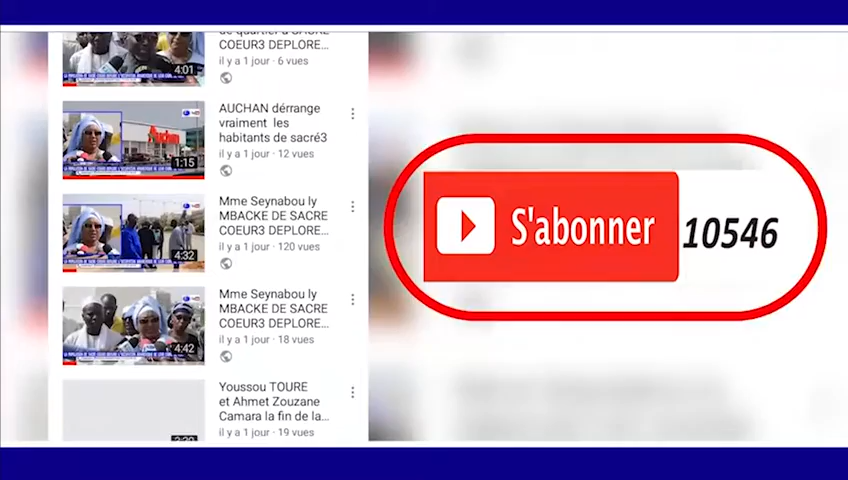 de quartier à SACRE
COEUR3 DEPLORE...
il y a 1 jour · 6 vues
4:01
AUCHAN dérrange
vraiment les
habitants de sacré3
il y a 1 jour · 12 vues
Auchan
1:15
Mme Seynabou ly
MBACKE DE SACRE
COEUR3 DEPLORE...
il y a 1 jour · 120 vues
4:32
Mme Seynabou ly
MBACKE DE SACRE
COEUR3 DEPLORE...
il y a 1 jour · 18 vues
4:42
Youssou TOURE
et Ahmet Zouzane
Camara la fin de la...
il y a 1 jour · 19 vues
S'abonner
10546